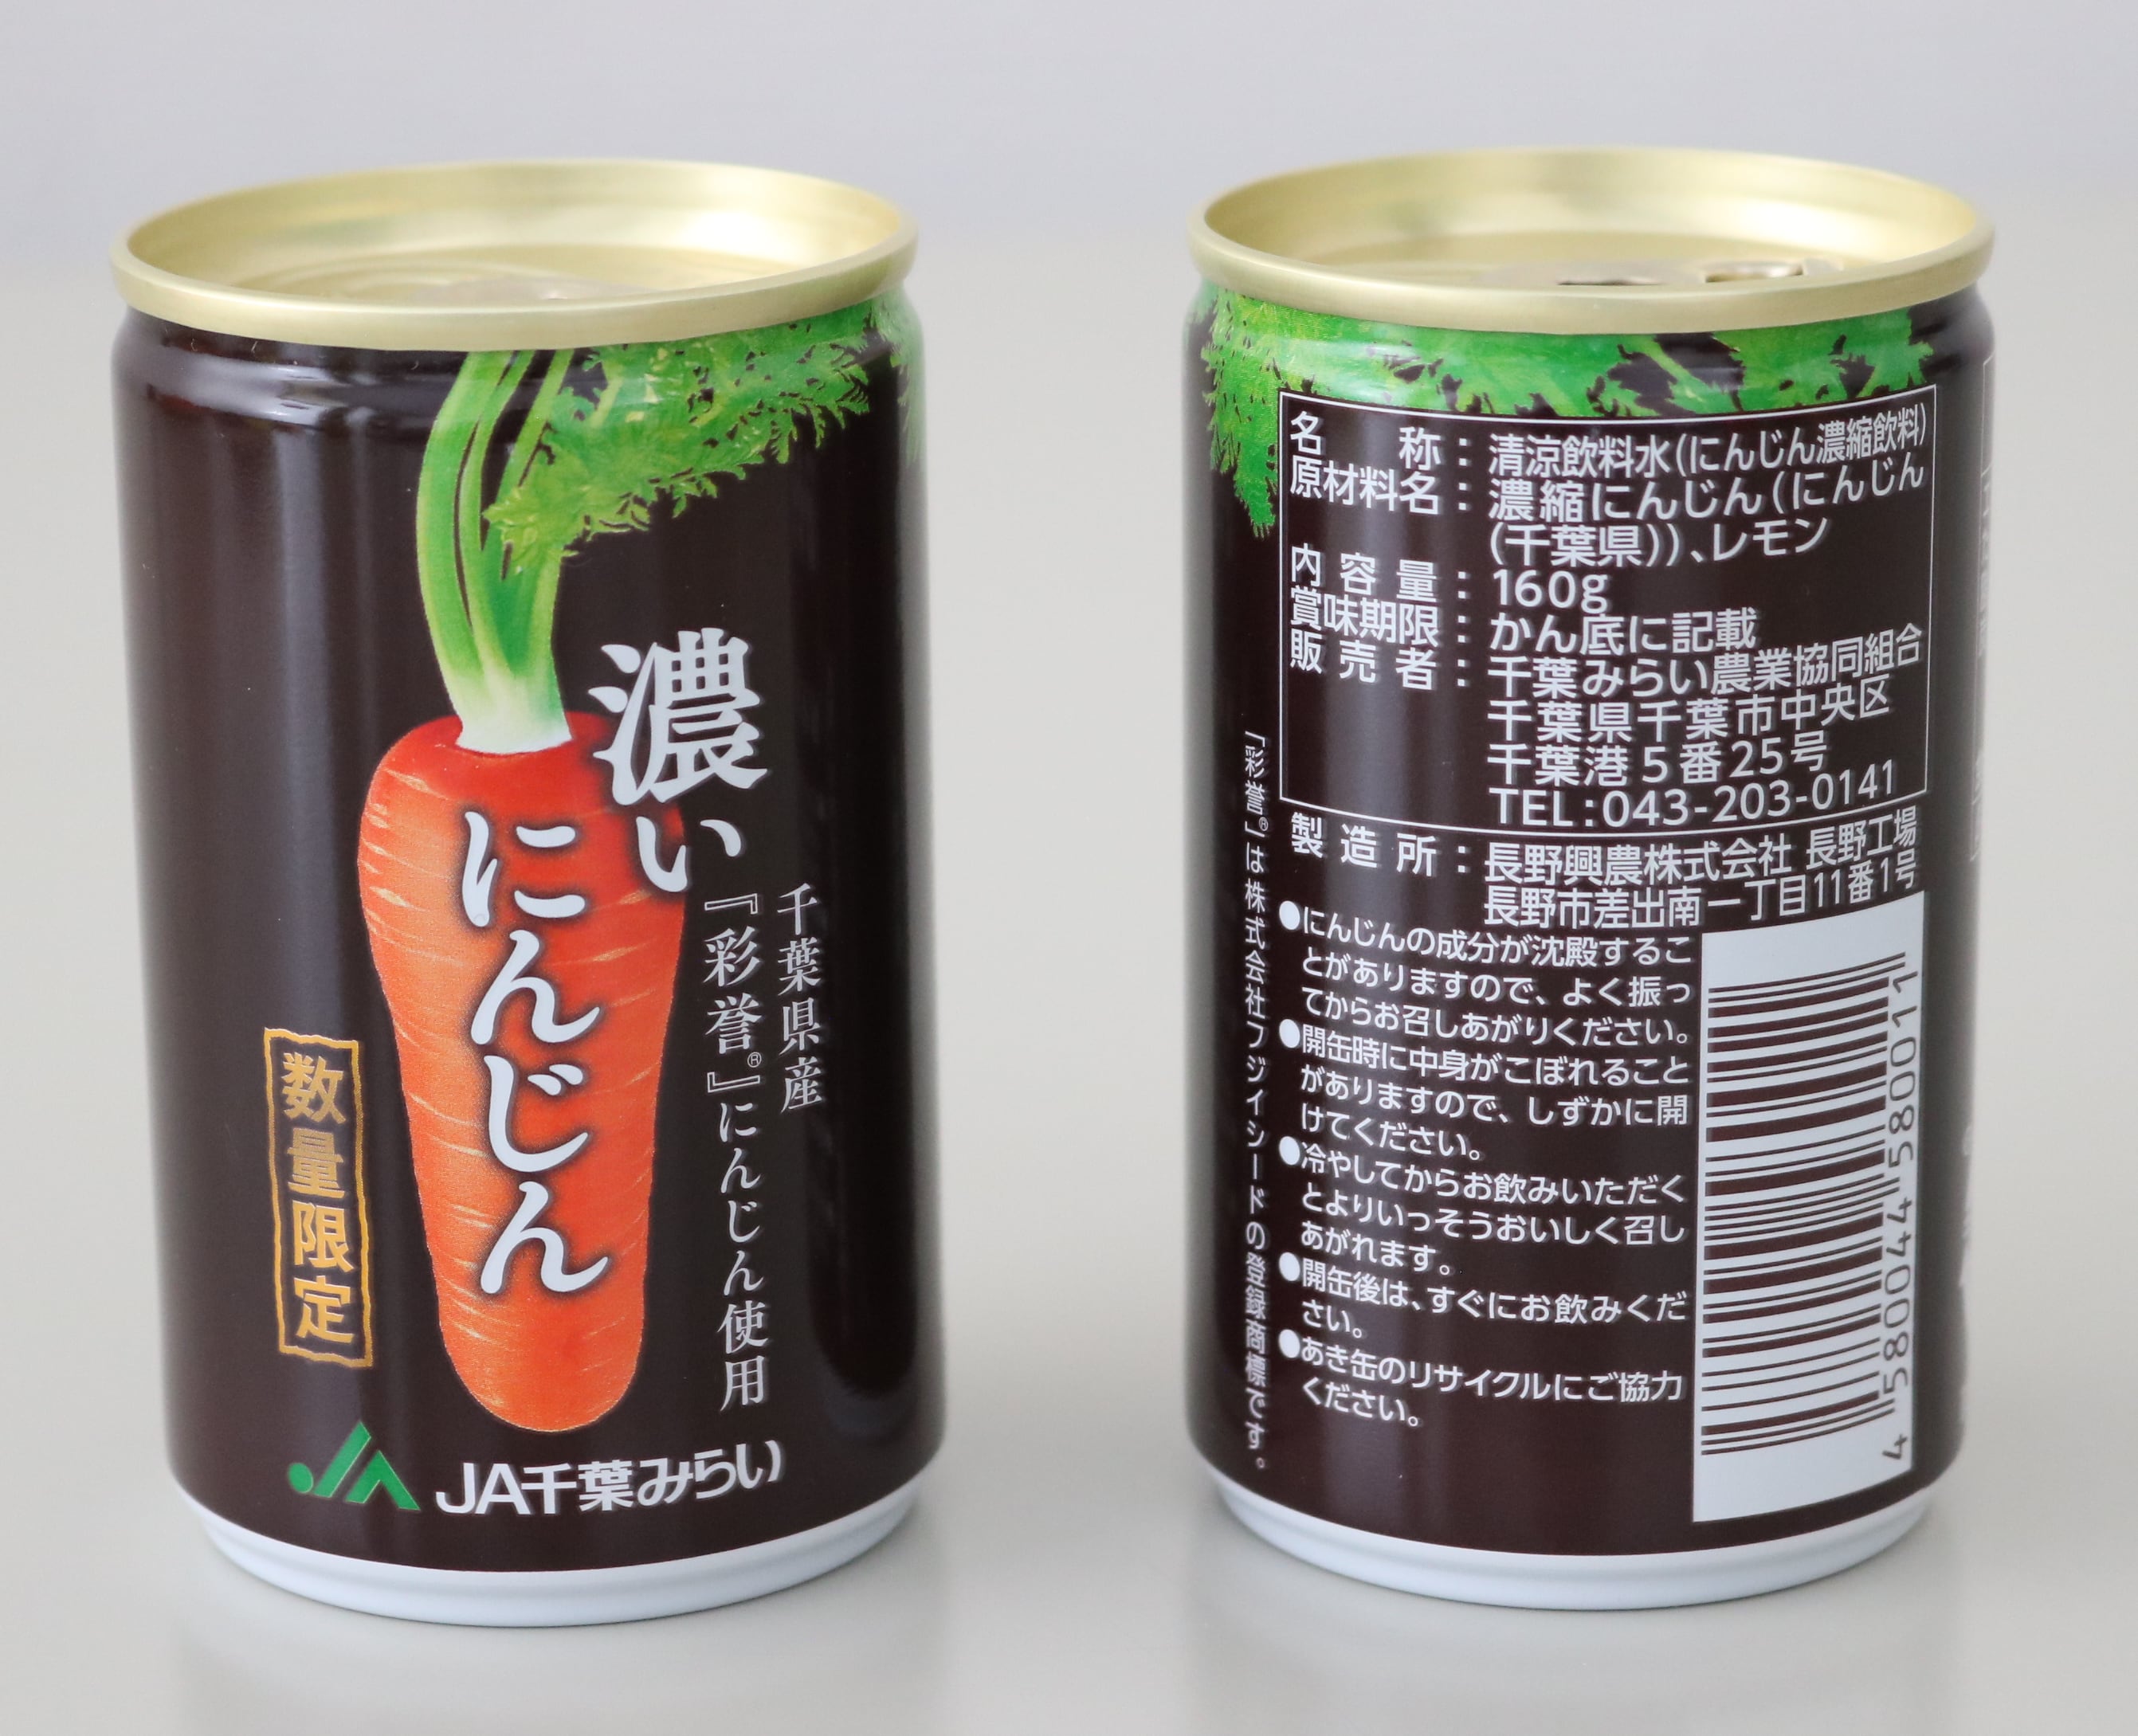 濃い
にんじん
千葉県産
『彩誉®』にんじん使用
数量限定
JA
JA千葉みらい
名称：清涼飲料水(にんじん濃縮飲料)
原材料名：濃縮にんじん(にんじん
(千葉県))、レモン
内容量：160g
賞味期限：かん底に記載
販売者：千葉みらい農業協同組合
千葉県千葉市中央区
千葉港5番25号
TEL:043-203-0141
製造所：長野興農株式会社 長野工場
長野市差出南一丁目11番1号
●にんじんの成分が沈殿するこ
とがありますので、よく振っ
てからお召しあがりください。
●開缶時に中身がこぼれること
がありますので、しずかに開
けてください。
●冷やしてからお飲みいただく
とよりいっそうおいしく召し
あがれます。
●開缶後は、すぐにお飲みくだ
さい。
●あき缶のリサイクルにご協力
ください。
「彩誉®」は株式会社フジイシードの登録商標です。
4580044580011